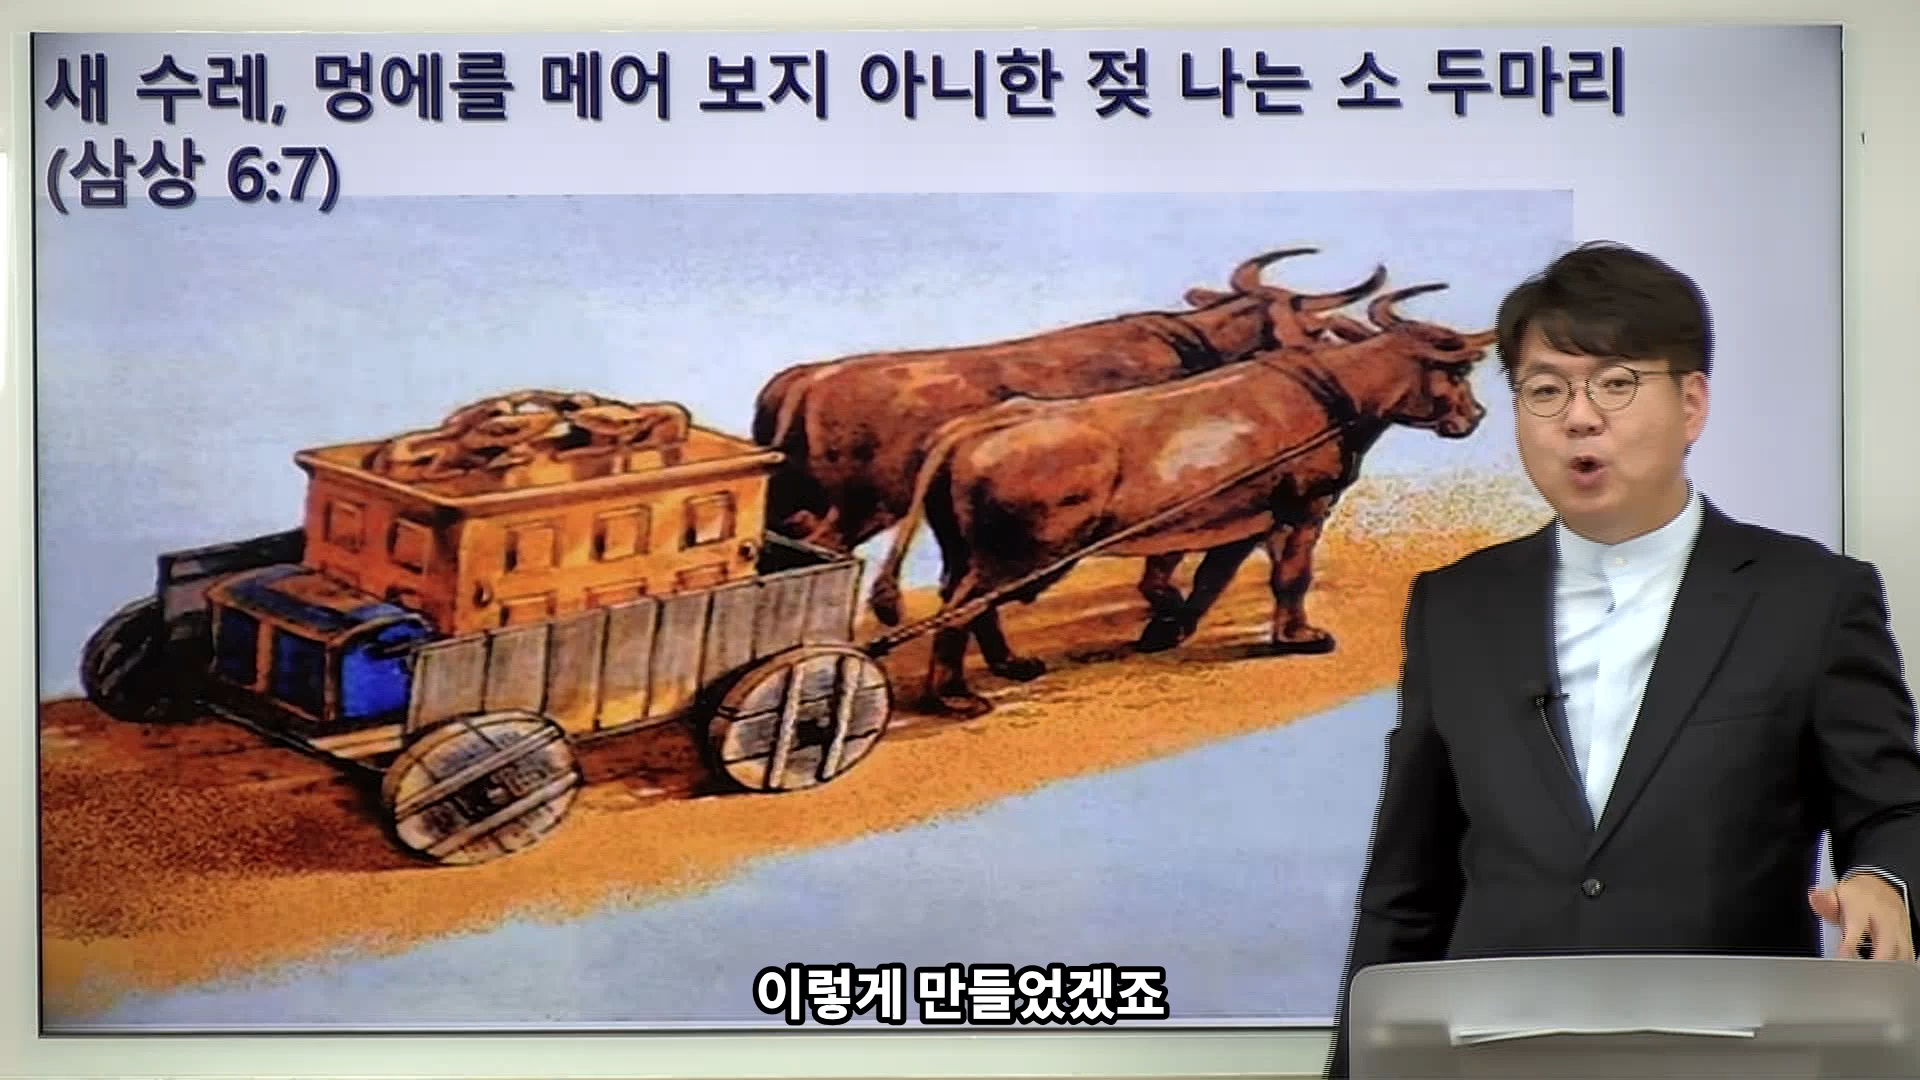 새 수레, 멍에를 메어 보지 아니한 젖 나는 소 두마리
(삼상 6:7)
이렇게 만들었겠죠